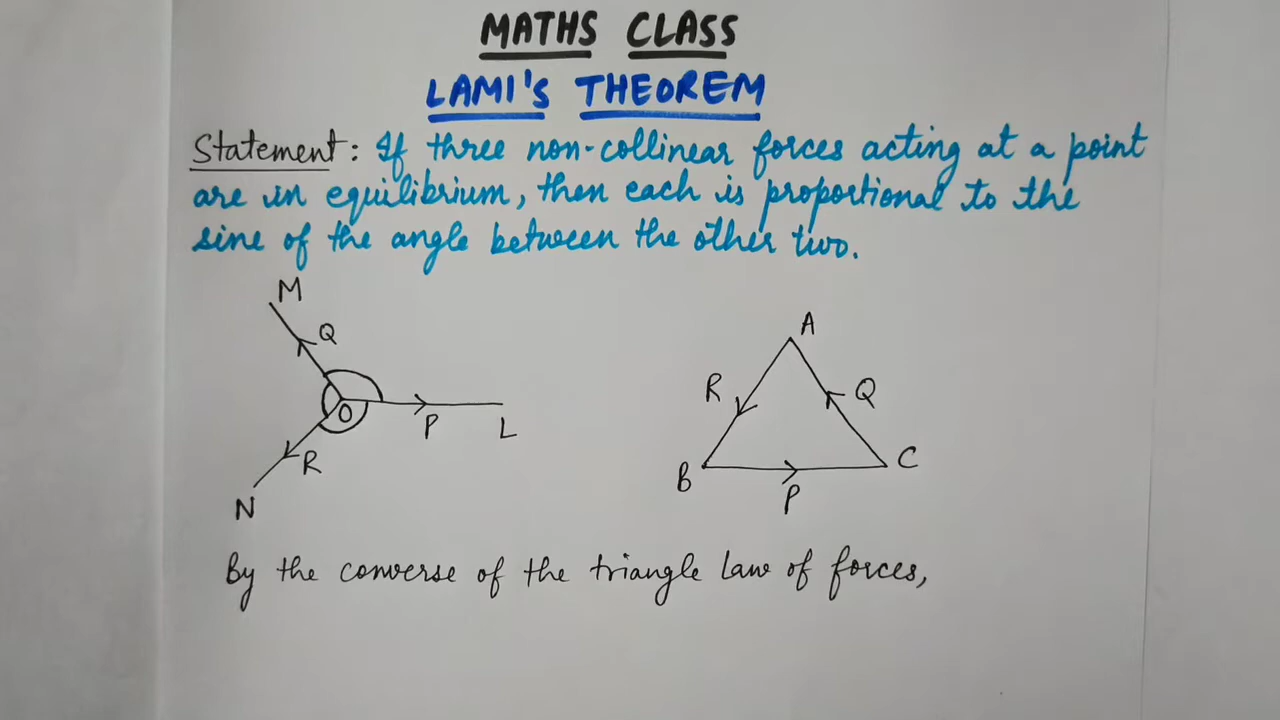 MATHS CLASS
LAMI'S THEOREM
Statement: If three non-collinear forces acting at a point
are in equilibrium, then each is proportional to the
sine of the angle between the other two.
M
Q
O
P
L
R
N
A
R
Q
B
C
P
By the converse of the triangle Law of forces,